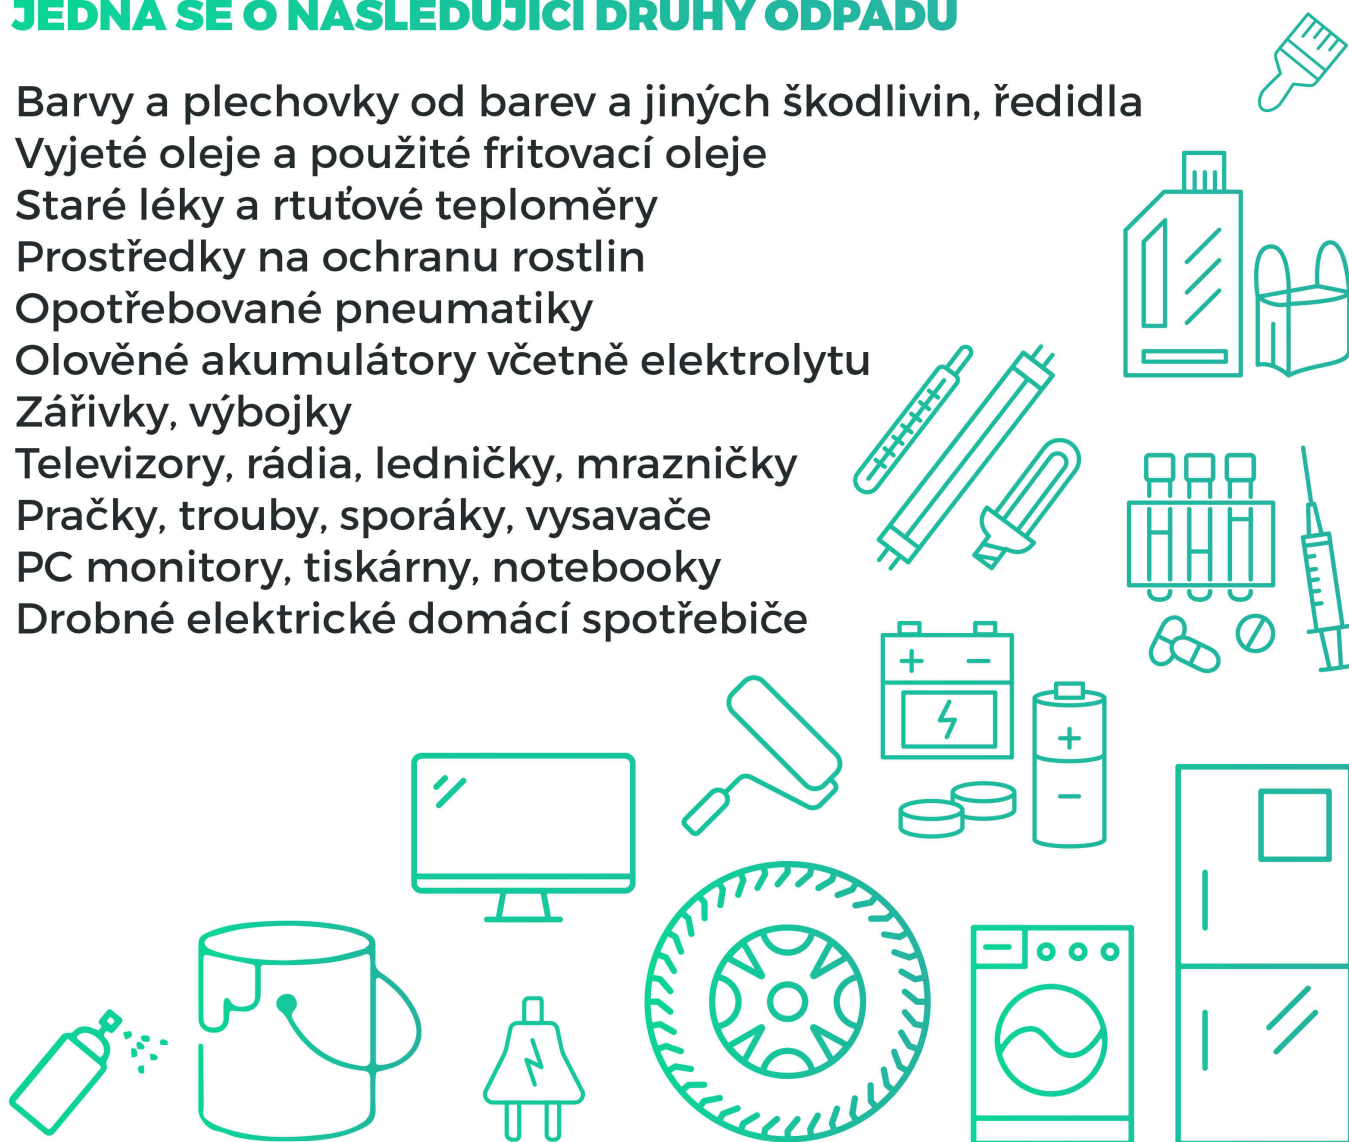 JEDNÁ SE O NÁSLEDUJÍCÍ DRUHY ODPADŮ
Barvy a plechovky od barev a jiných škodlivin, ředidla
Vyjeté oleje a použité fritovací oleje
Staré léky a rtuťové teploměry
Prostředky na ochranu rostlin
Opotřebované pneumatiky
Olověné akumulátory včetně elektrolytu
Zářivky, výbojky
Televizory, rádia, ledničky, mrazničky
Pračky, trouby, sporáky, vysavače
PC monitory, tiskárny, notebooky
Drobné elektrické domácí spotřebiče